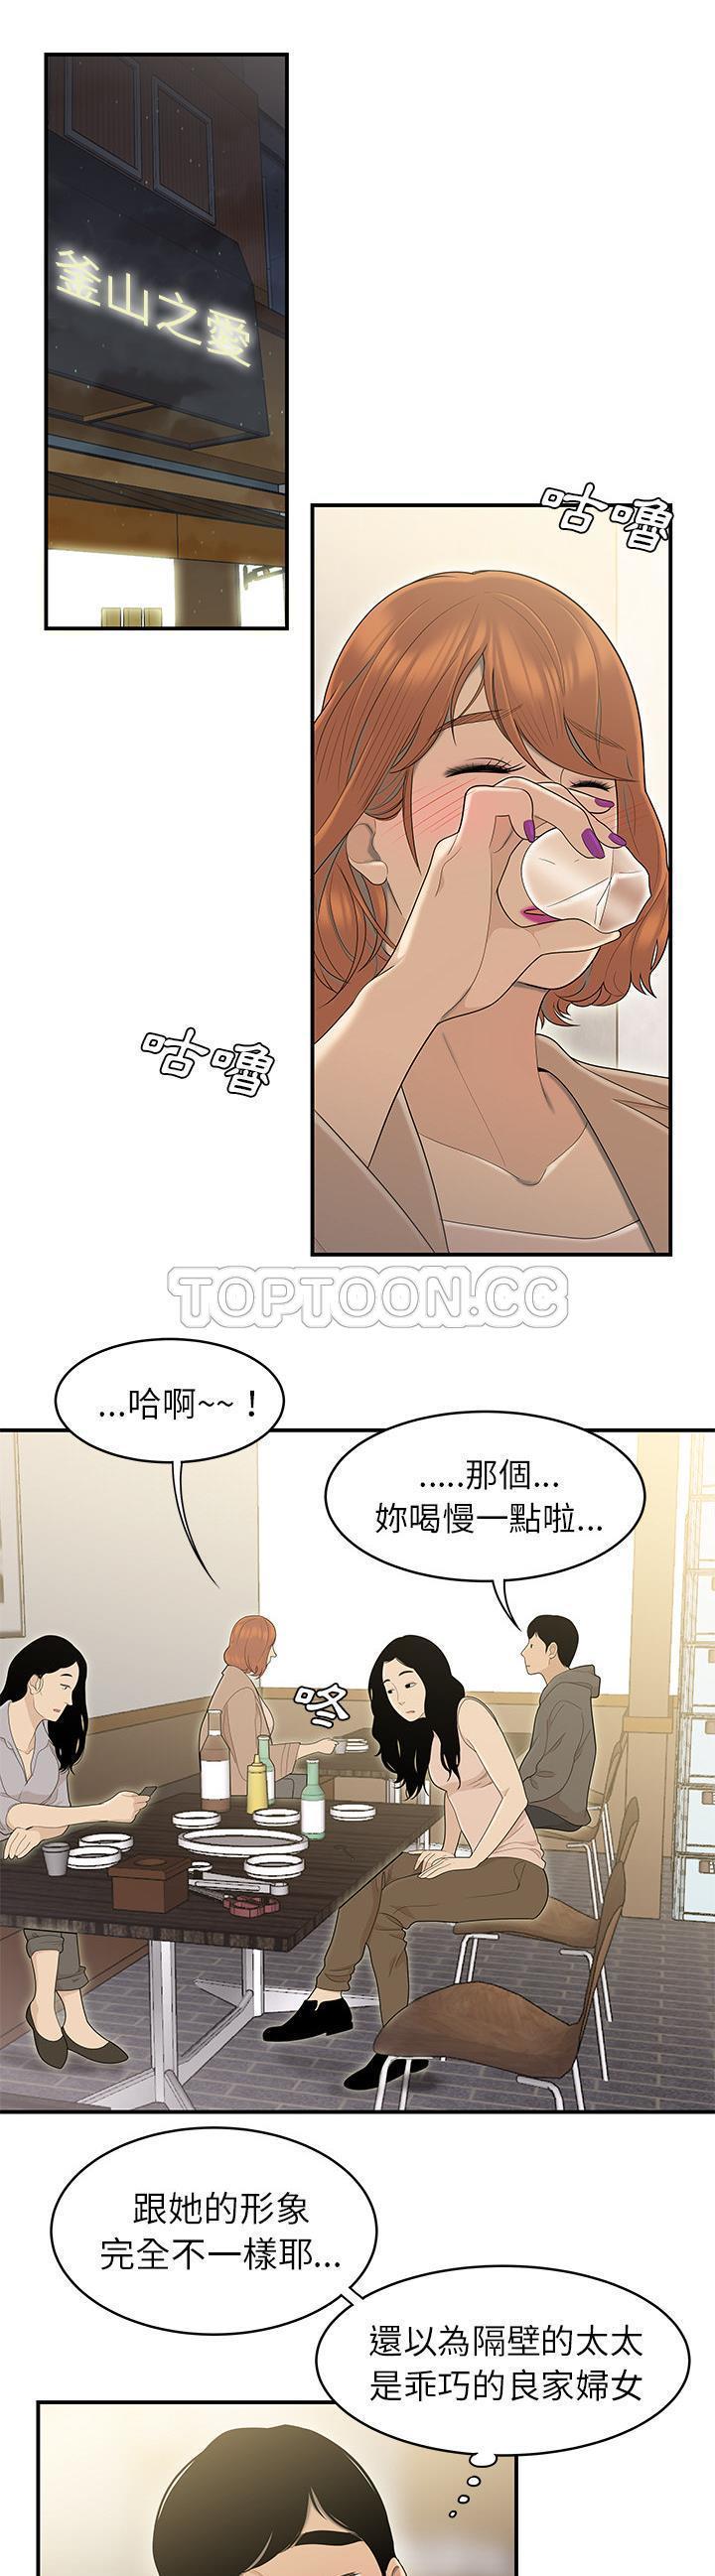 釜山之愛
咕嚕
咕嚕
TOPTOON.CC
...哈啊~~！
.....那個...
妳喝慢一點啦...
咚
跟她的形象
完全不一樣耶...
還以為隔壁的太太
是乖巧的良家婦女